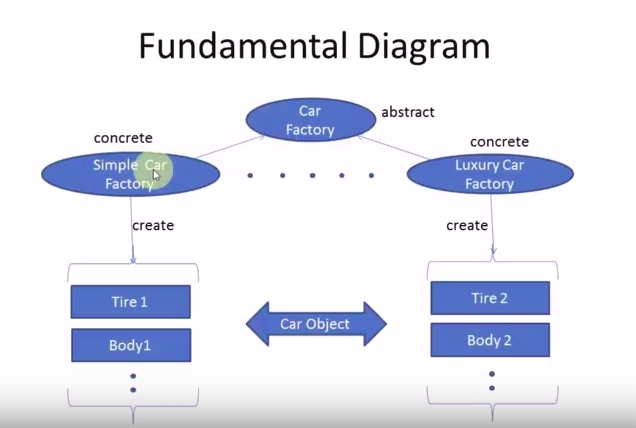 Fundamental Diagram
Car
Factory
abstract
concrete
concrete
Simple Car
Factory
Luxury Car
Factory
create
create
Tire 1
Tire 2
Car Object
Body1
Body 2